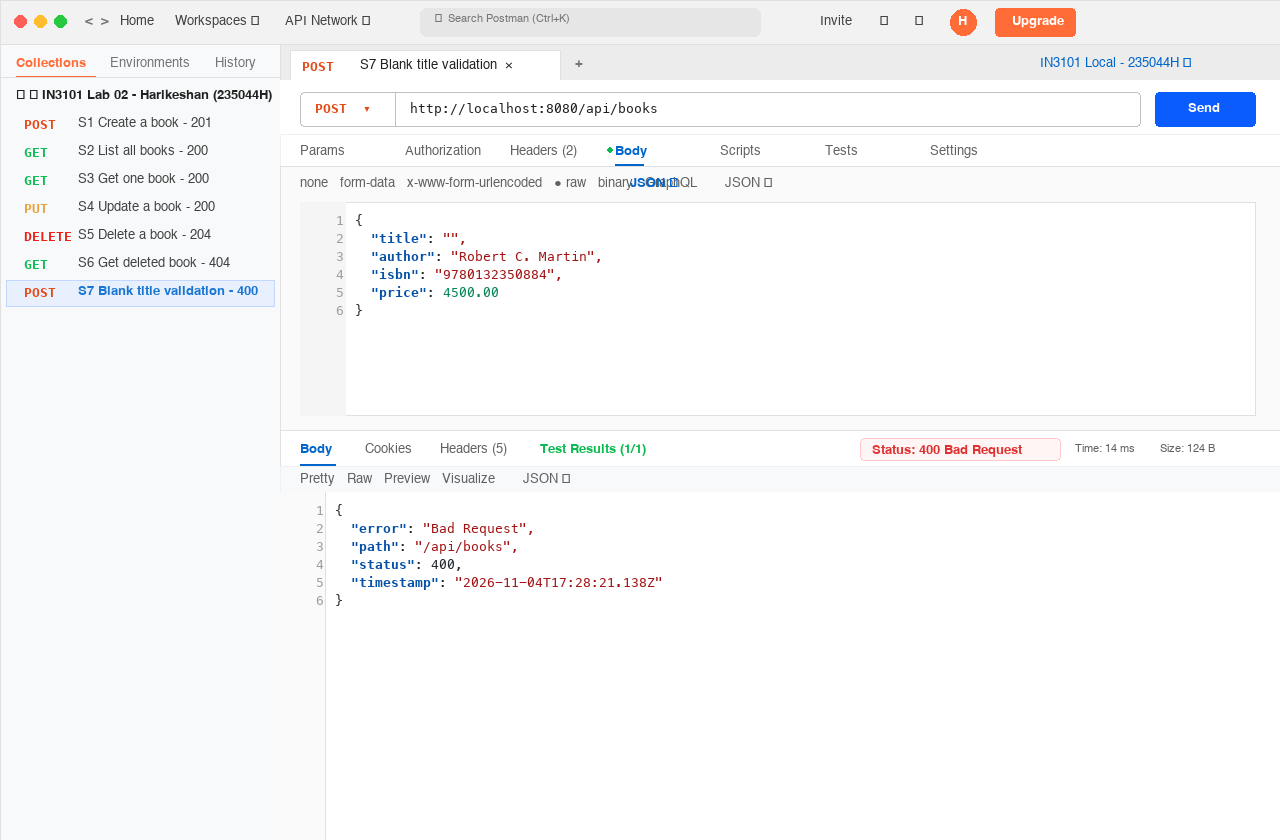 < > Home Workspaces API Network Search Postman (Ctrl+K) Invite H Upgrade
Collections Environments History
POST S7 Blank title validation × +
IN3101 Local - 235044H
IN3101 Lab 02 - Harikeshan (235044H)
POST S1 Create a book - 201
GET S2 List all books - 200
GET S3 Get one book - 200
PUT S4 Update a book - 200
DELETE S5 Delete a book - 204
GET S6 Get deleted book - 404
POST S7 Blank title validation - 400
POST ▾ http://localhost:8080/api/books Send
Params Authorization Headers (2) Body Scripts Tests Settings
none form-data x-www-form-urlencoded ● raw binary JSON JSON
1 {
2 "title": "",
3 "author": "Robert C. Martin",
4 "isbn": "9780132350884",
5 "price": 4500.00
6 }
Body Cookies Headers (5) Test Results (1/1) Status: 400 Bad Request Time: 14 ms Size: 124 B
Pretty Raw Preview Visualize JSON
1 {
2 "error": "Bad Request",
3 "path": "/api/books",
4 "status": 400,
5 "timestamp": "2026-11-04T17:28:21.138Z"
6 }